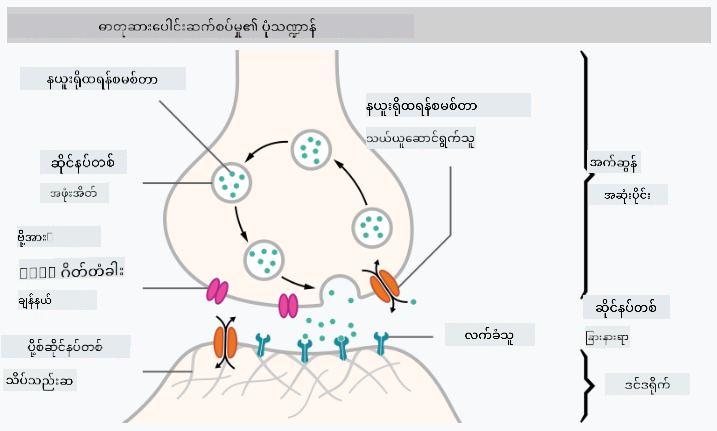 ဓာတုဆားပေါင်းဆက်စပ်မှု၏ ပုံသဏ္ဌာန်
နယူးရိုထရန်စမစ်တာ
နယူးရိုထရန်စမစ်တာ
သယ်ယူဆောင်ရွက်သူ
ဆိုင်နပ်တစ်
အဖုံးအိတ်
အက်ဆွန်
အဆုံးပိုင်း
ဗို့အား
ဂိတ်တံခါး
ချန်နယ်
ဆိုင်နပ်တစ်
ပို့စ်ဆိုင်နပ်တစ်
သိပ်သည်းဆ
လက်ခံသူ
ဒင်ဒရိုက်